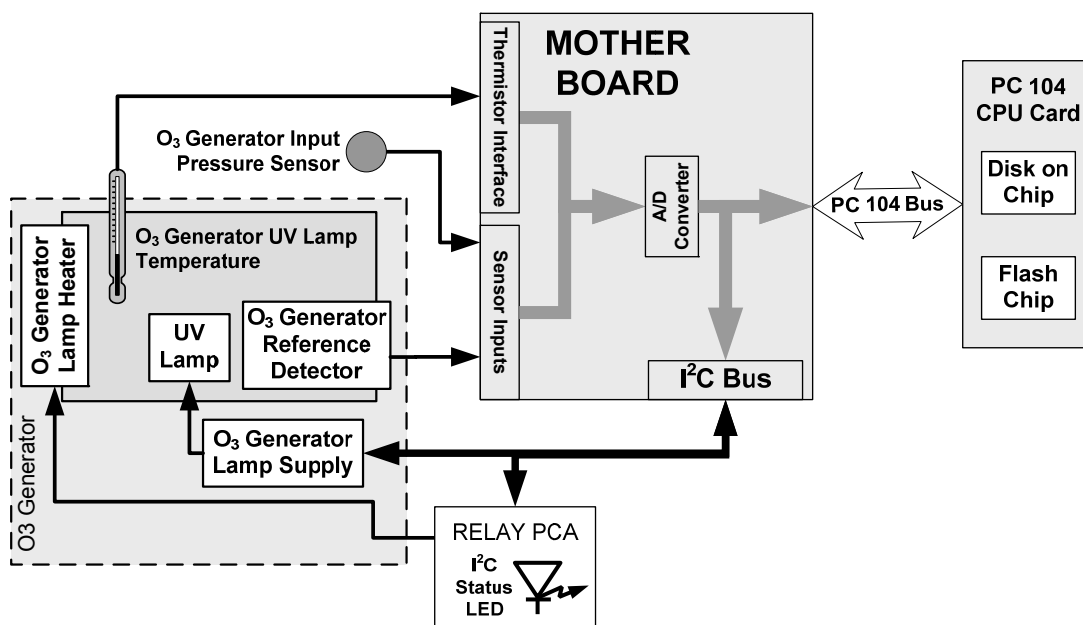 MOTHER
BOARD
Thermistor Interface
Sensor Inputs
A/D
Converter
I²C Bus
PC 104 Bus
PC 104
CPU Card
Disk on
Chip
Flash
Chip
O₃ Generator Input
Pressure Sensor
O₃ Generator UV Lamp
Temperature
O₃ Generator
Lamp Heater
UV
Lamp
O₃ Generator
Reference
Detector
O₃ Generator
Lamp Supply
O3 Generator
RELAY PCA
I²C
Status
LED